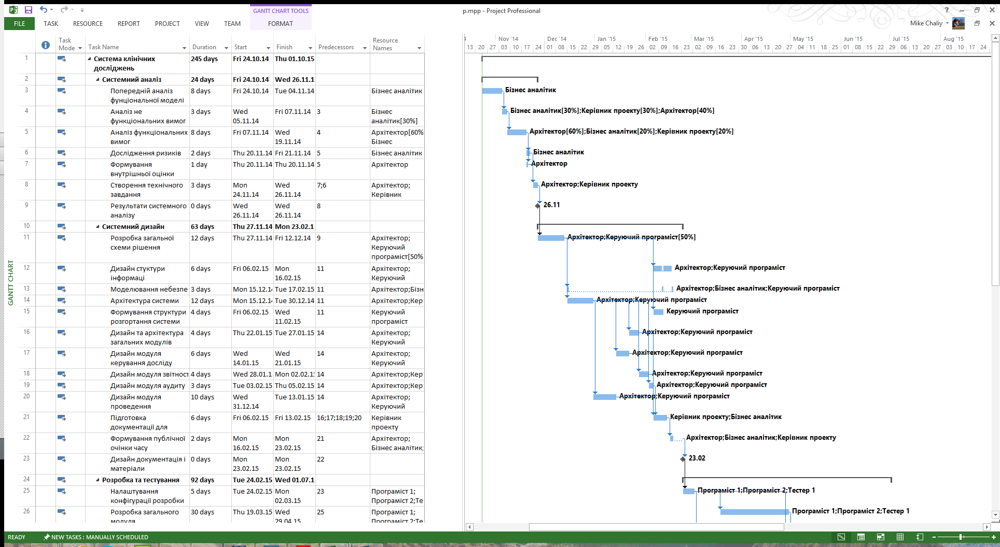 GANTT CHART TOOLS
p.mpp - Project Professional
FILE TASK RESOURCE REPORT PROJECT VIEW TEAM FORMAT
Mike Chaliy
Task Mode Task Name Duration Start Finish Predecessors Resource Names
Nov '14 Dec '14 Jan '15 Feb '15 Mar '15 Apr '15 May '15 Jun '15 Jul '15 Aug '15
13 20 27 03 10 17 24 01 08 15 22 29 05 12 19 26 02 09 16 23 02 09 16 23 30 06 13 20 27 04 11 18 25 01 08 15 22 29 06 13 20 27 03 10 17 24
1 Система клінічних досліджень 245 days Fri 24.10.14 Thu 01.10.15
2 Системний аналіз 24 days Fri 24.10.14 Wed 26.11.1
3 Попередній аналіз фунціональної моделі 8 days Fri 24.10.14 Tue 04.11.14 Бізнес аналітик
4 Аналіз не функціональних вимог 3 days Wed 05.11.14 Fri 07.11.14 3 Бізнес аналітик[30%]
5 Аналіз функціональних вимог 8 days Fri 07.11.14 Wed 19.11.14 4 Архітектор[60% Бізнес
6 Дослідження ризиків 2 days Thu 20.11.14 Fri 21.11.14 5 Бізнес аналітик
7 Формування внутрішньої оцінки 1 day Thu 20.11.14 Thu 20.11.14 5 Архітектор
8 Створення технічного завдання 3 days Mon 24.11.14 Wed 26.11.14 7;6 Архітектор; Керівник
9 Результати системного аналізу 0 days Wed 26.11.14 Wed 26.11.14 8
10 Системний дизайн 63 days Thu 27.11.14 Mon 23.02.1
11 Розробка загальної схеми рішення 12 days Thu 27.11.14 Fri 12.12.14 9 Архітектор; Керуючий програміст[50%
12 Дизайн стуктури інформаці 6 days Fri 06.02.15 Mon 16.02.15 11 Архітектор; Керуючий
13 Моделювання небезпе 3 days Mon 15.12.14 Tue 17.02.15 11 Архітектор;Бізн
14 Архітектура системи 12 days Mon 15.12.14 Tue 30.12.14 11 Архітектор;Кер
15 Формування структури розгортання системи 4 days Fri 06.02.15 Wed 11.02.15 11 Керуючий програміст
16 Дизайн та архітектура загальних модулів 4 days Thu 22.01.15 Tue 27.01.15 14 Архітектор; Керуючий
17 Дизайн модуля керування досліду 6 days Wed 14.01.15 Wed 21.01.15 14 Архітектор; Керуючий
18 Дизайн модуля звітност 4 days Wed 28.01.1 Mon 02.02.15 14 Архітектор;Кер
19 Дизайн модуля аудиту 3 days Tue 03.02.15 Thu 05.02.15 14 Архітектор;Кер
20 Дизайн модуля проведення 10 days Wed 31.12.14 Tue 13.01.15 14 Архітектор; Керуючий
21 Підготовка документації для 6 days Fri 06.02.15 Fri 13.02.15 16;17;18;19;20 Керівник проекту
22 Формування публічної очінки часу 2 days Mon 16.02.15 Mon 23.02.15 21 Архітектор; Бізнес аналітик;
23 Дизайн документація і матеріали 0 days Mon 23.02.15 Mon 23.02.15 22
24 Розробка та тестування 92 days Tue 24.02.15 Wed 01.07.1
25 Налаштування конфігурації розробки 5 days Tue 24.02.15 Mon 02.03.15 23 Програміст 1; Програміст 2;Те
26 Розробка загального модуля 30 days Thu 19.03.15 Wed 29.04.15 25 Програміст 1; Програміст 2;Те
Бізнес аналітик
Бізнес аналітик[30%];Керівник проекту[30%];Архітектор[40%]
Архітектор[60%];Бізнес аналітик[20%];Керівник проекту[20%]
Бізнес аналітик
Архітектор
Архітектор;Керівник проекту
26.11
Архітектор;Керуючий програміст[50%]
Архітектор;Керуючий програміст
Архітектор;Бізнес аналітик;Керуючий програміст
Архітектор;Керуючий програміст
Керуючий програміст
Архітектор;Керуючий програміст
Архітектор;Керуючий програміст
Архітектор;Керуючий програміст
Архітектор;Керуючий програміст
Архітектор;Керуючий програміст
Керівник проекту;Бізнес аналітик
Архітектор;Бізнес аналітик;Керівник проекту
23.02
Програміст 1;Програміст 2;Тестер 1
Програміст 1;Програміст 2;Тестер 1
GANTT CHART
READY NEW TASKS : MANUALLY SCHEDULED